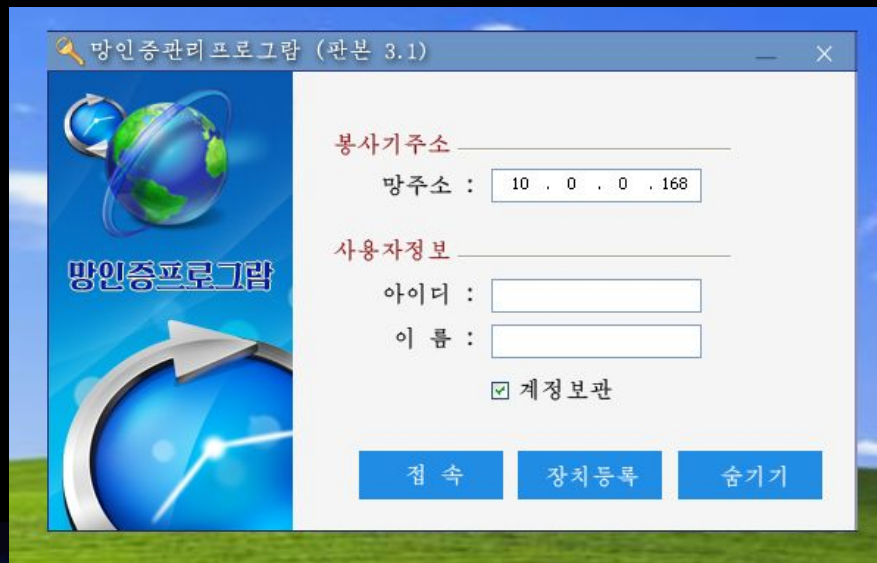 망인증관리프로그람 (판본 3.1)
봉사기주소
망주소 : 10 . 0 . 0 . 168
망인증프로그람
사용자정보
아이디 :
이 름 :
계정보관
접 속 장치등록 숨기기